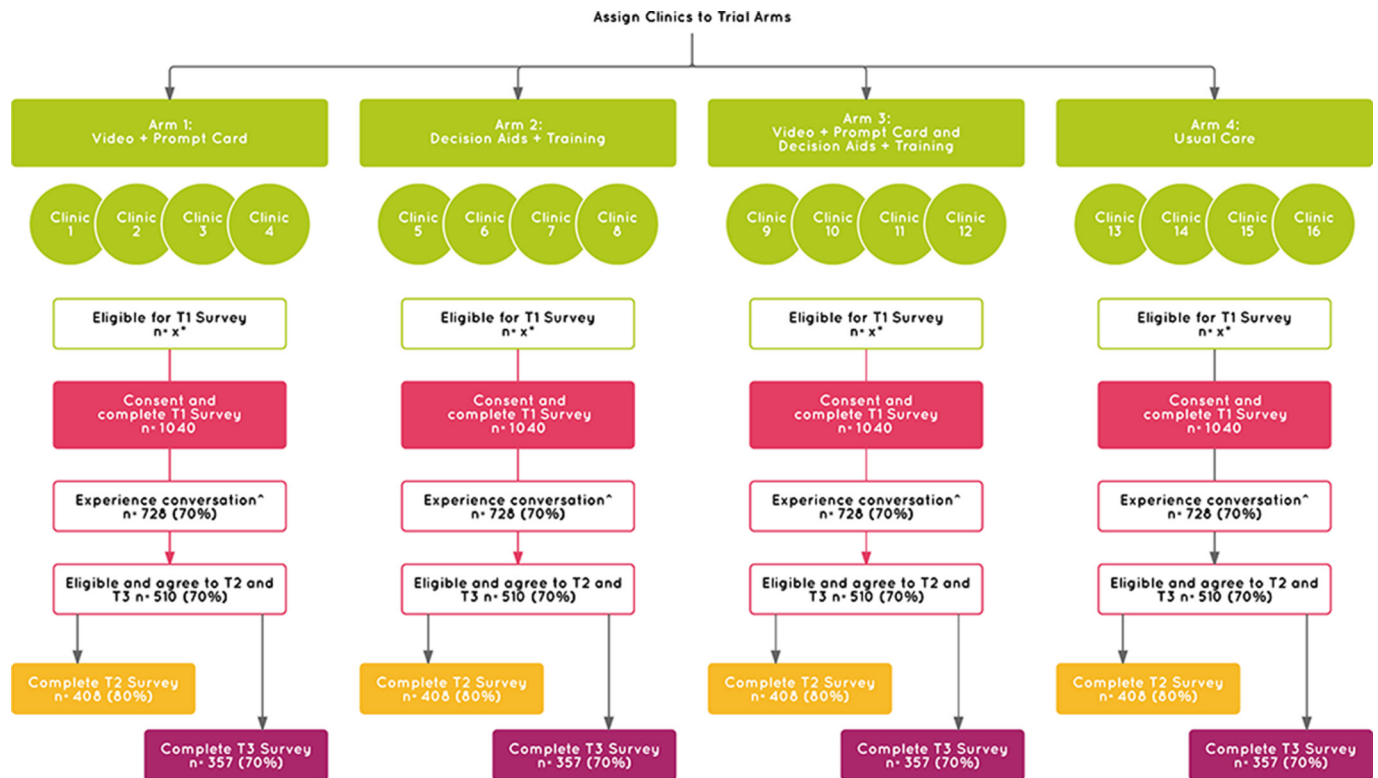 Assign Clinics to Trial Arms
Arm 1:
Video + Prompt Card
Arm 2:
Decision Aids + Training
Arm 3:
Video + Prompt Card and
Decision Aids + Training
Arm 4:
Usual Care
Clinic
1
Clinic
2
Clinic
3
Clinic
4
Clinic
5
Clinic
6
Clinic
7
Clinic
8
Clinic
9
Clinic
10
Clinic
11
Clinic
12
Clinic
13
Clinic
14
Clinic
15
Clinic
16
Eligible for T1 Survey
n= x*
Eligible for T1 Survey
n= x*
Eligible for T1 Survey
n= x*
Eligible for T1 Survey
n= x*
Consent and
complete T1 Survey
n= 1040
Consent and
complete T1 Survey
n= 1040
Consent and
complete T1 Survey
n= 1040
Consent and
complete T1 Survey
n= 1040
Experience conversation^
n= 728 (70%)
Experience conversation^
n= 728 (70%)
Experience conversation^
n= 728 (70%)
Experience conversation^
n= 728 (70%)
Eligible and agree to T2 and
T3 n= 510 (70%)
Eligible and agree to T2 and
T3 n= 510 (70%)
Eligible and agree to T2 and
T3 n= 510 (70%)
Eligible and agree to T2 and
T3 n= 510 (70%)
Complete T2 Survey
n= 408 (80%)
Complete T2 Survey
n= 408 (80%)
Complete T2 Survey
n= 408 (80%)
Complete T2 Survey
n= 408 (80%)
Complete T3 Survey
n= 357 (70%)
Complete T3 Survey
n= 357 (70%)
Complete T3 Survey
n= 357 (70%)
Complete T3 Survey
n= 357 (70%)